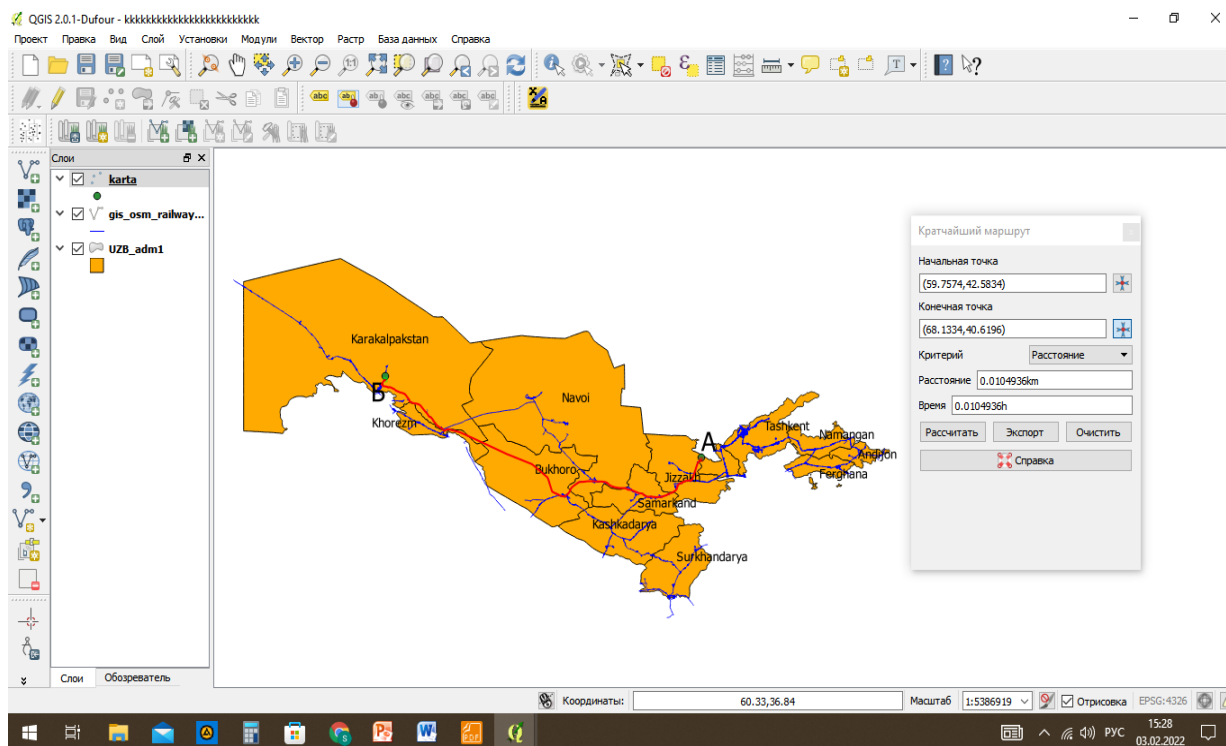 QGIS 2.0.1-Dufour - kkkkkkkkkkkkkkkkkkkkkkkkkk
Проект Правка Вид Слой Установки Модули Вектор Растр База данных Справка
Слои
karta
gis_osm_railway...
UZB_adm1
Karakalpakstan
Navoi
B
Khorezm
A
Tashkent
Namangan
Andijon
Ferghana
Bukhoro
Jizzakh
Samarkand
Kashkadarya
Surkhandarya
Кратчайший маршрут
Начальная точка
(59.7574,42.5834)
Конечная точка
(68.1334,40.6196)
Критерий Расстояние
Расстояние 0.0104936km
Время 0.0104936h
Рассчитать Экспорт Очистить
Справка
Слои Обозреватель
Координаты: 60.33,36.84 Масштаб 1:5386919 Отрисовка EPSG:4326
РУС 15:28
03.02.2022